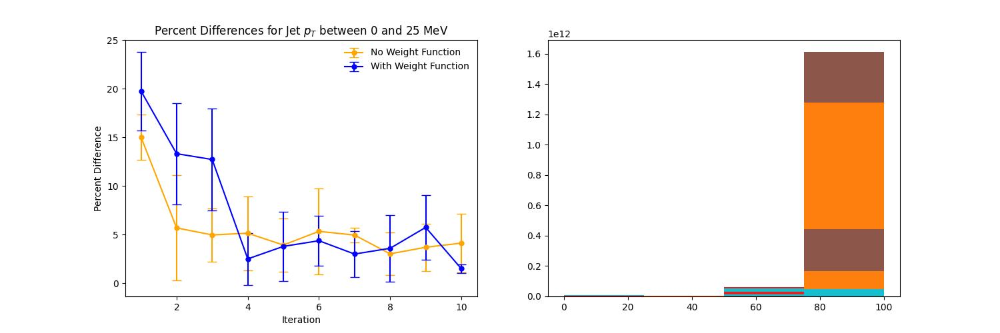 Percent Differences for Jet p_T between 0 and 25 MeV
25
20
15
10
5
0
Percent Difference
No Weight Function
With Weight Function
2 4 6 8 10
Iteration
1e12
1.6
1.4
1.2
1.0
0.8
0.6
0.4
0.2
0.0
0 20 40 60 80 100